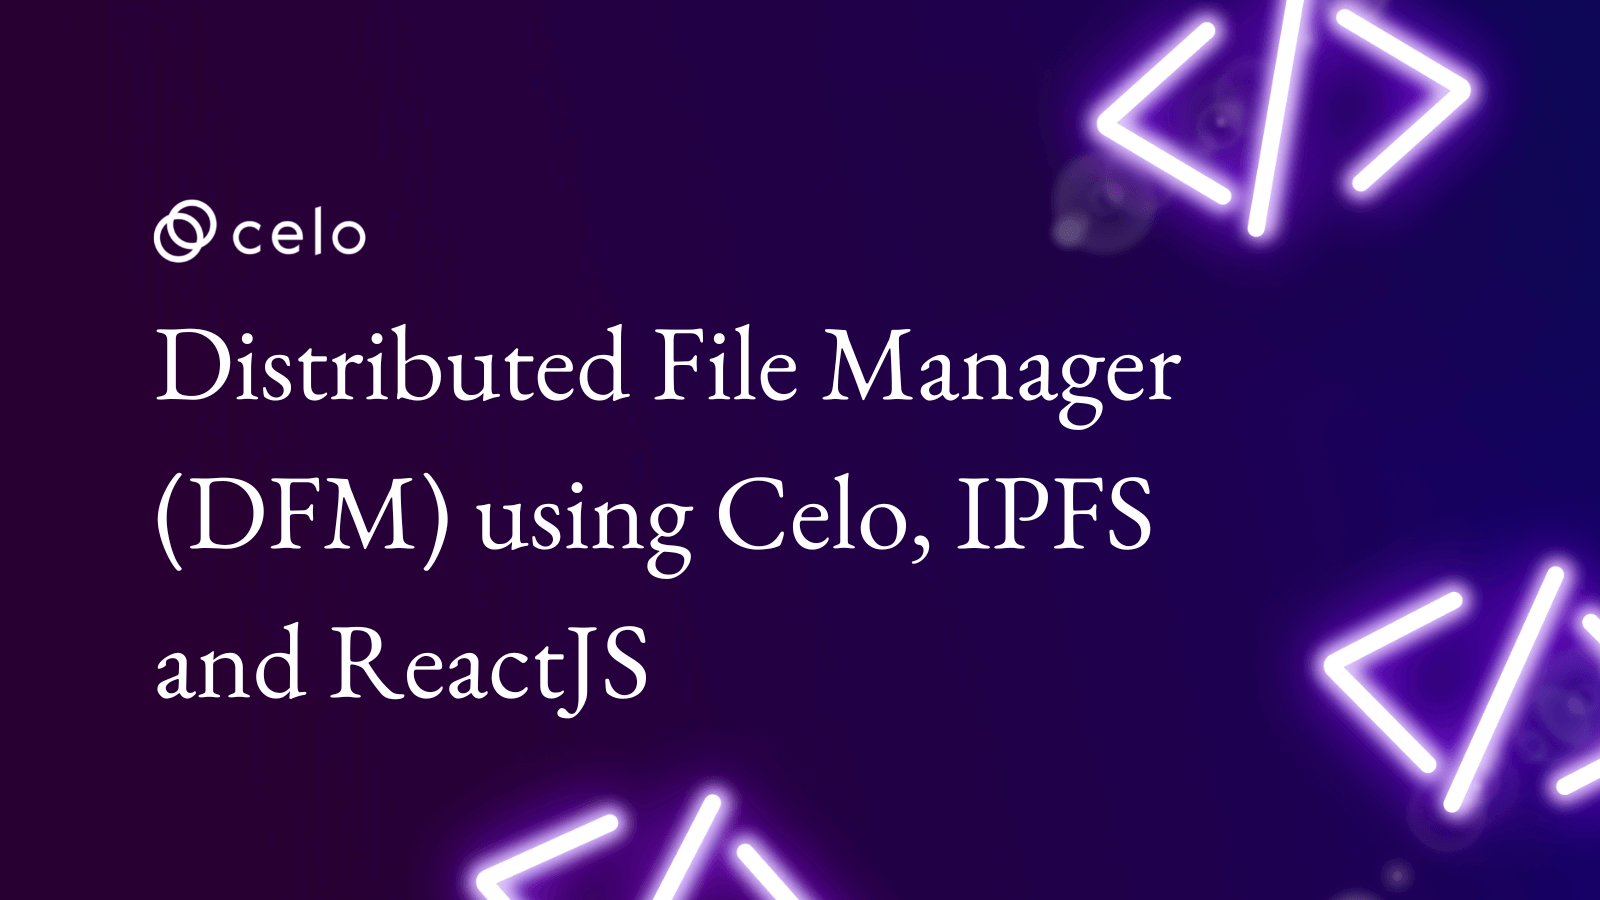 celo
Distributed File Manager
(DFM) using Celo, IPFS
and ReactJS